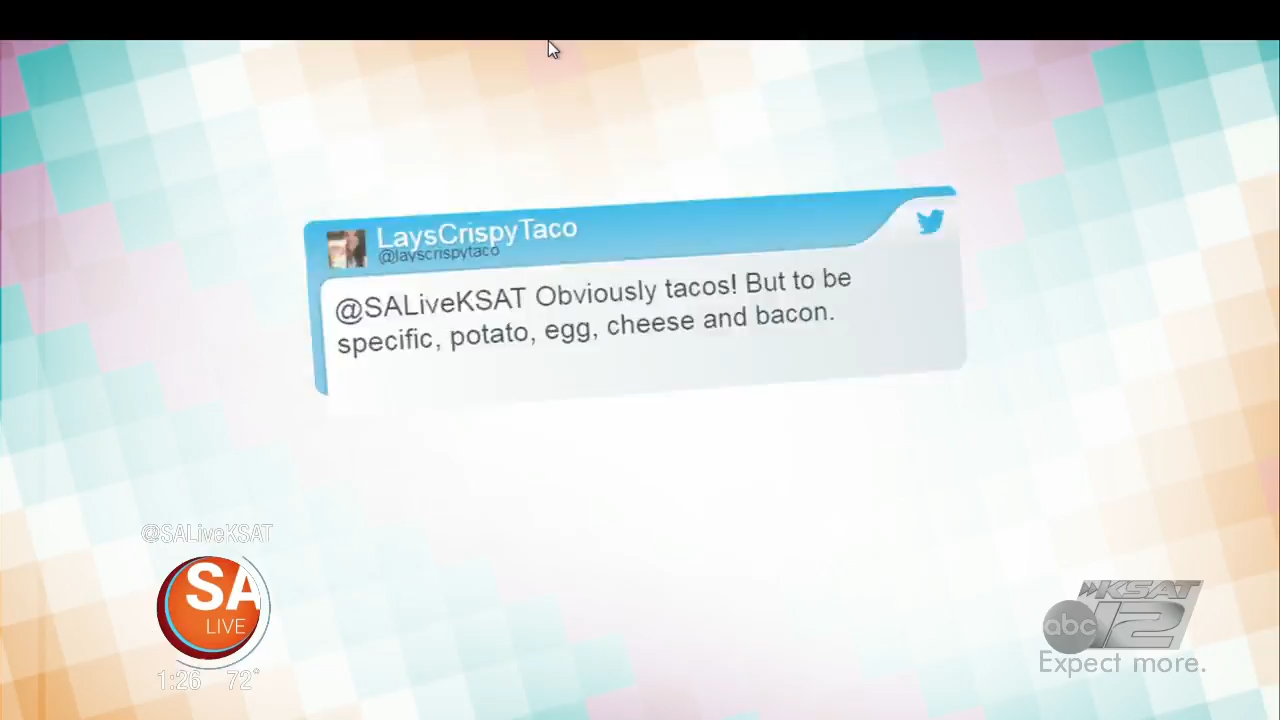 LaysCrispyTaco
@layscrispytaco
@SALiveKSAT Obviously tacos! But to be
specific, potato, egg, cheese and bacon.
@SALiveKSAT
SA
LIVE
1:26 72°
KSAT
abc 12
Expect more.